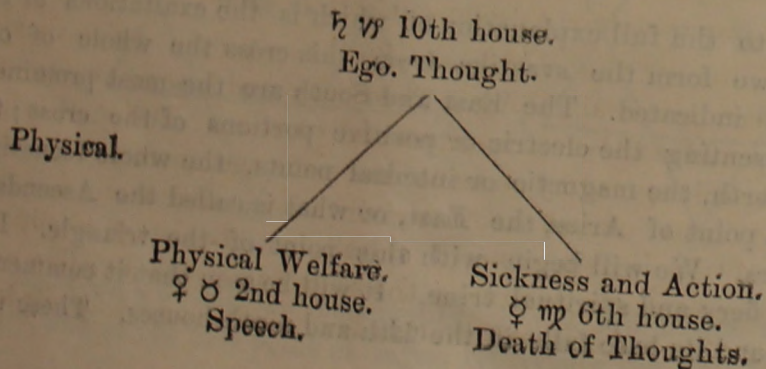 ♄ ♑ 10th house.
Ego. Thought.
Physical.
Physical Welfare.
♀ ♉ 2nd house.
Speech.
Sickness and Action.
☿ ♍ 6th house.
Death of Thoughts.